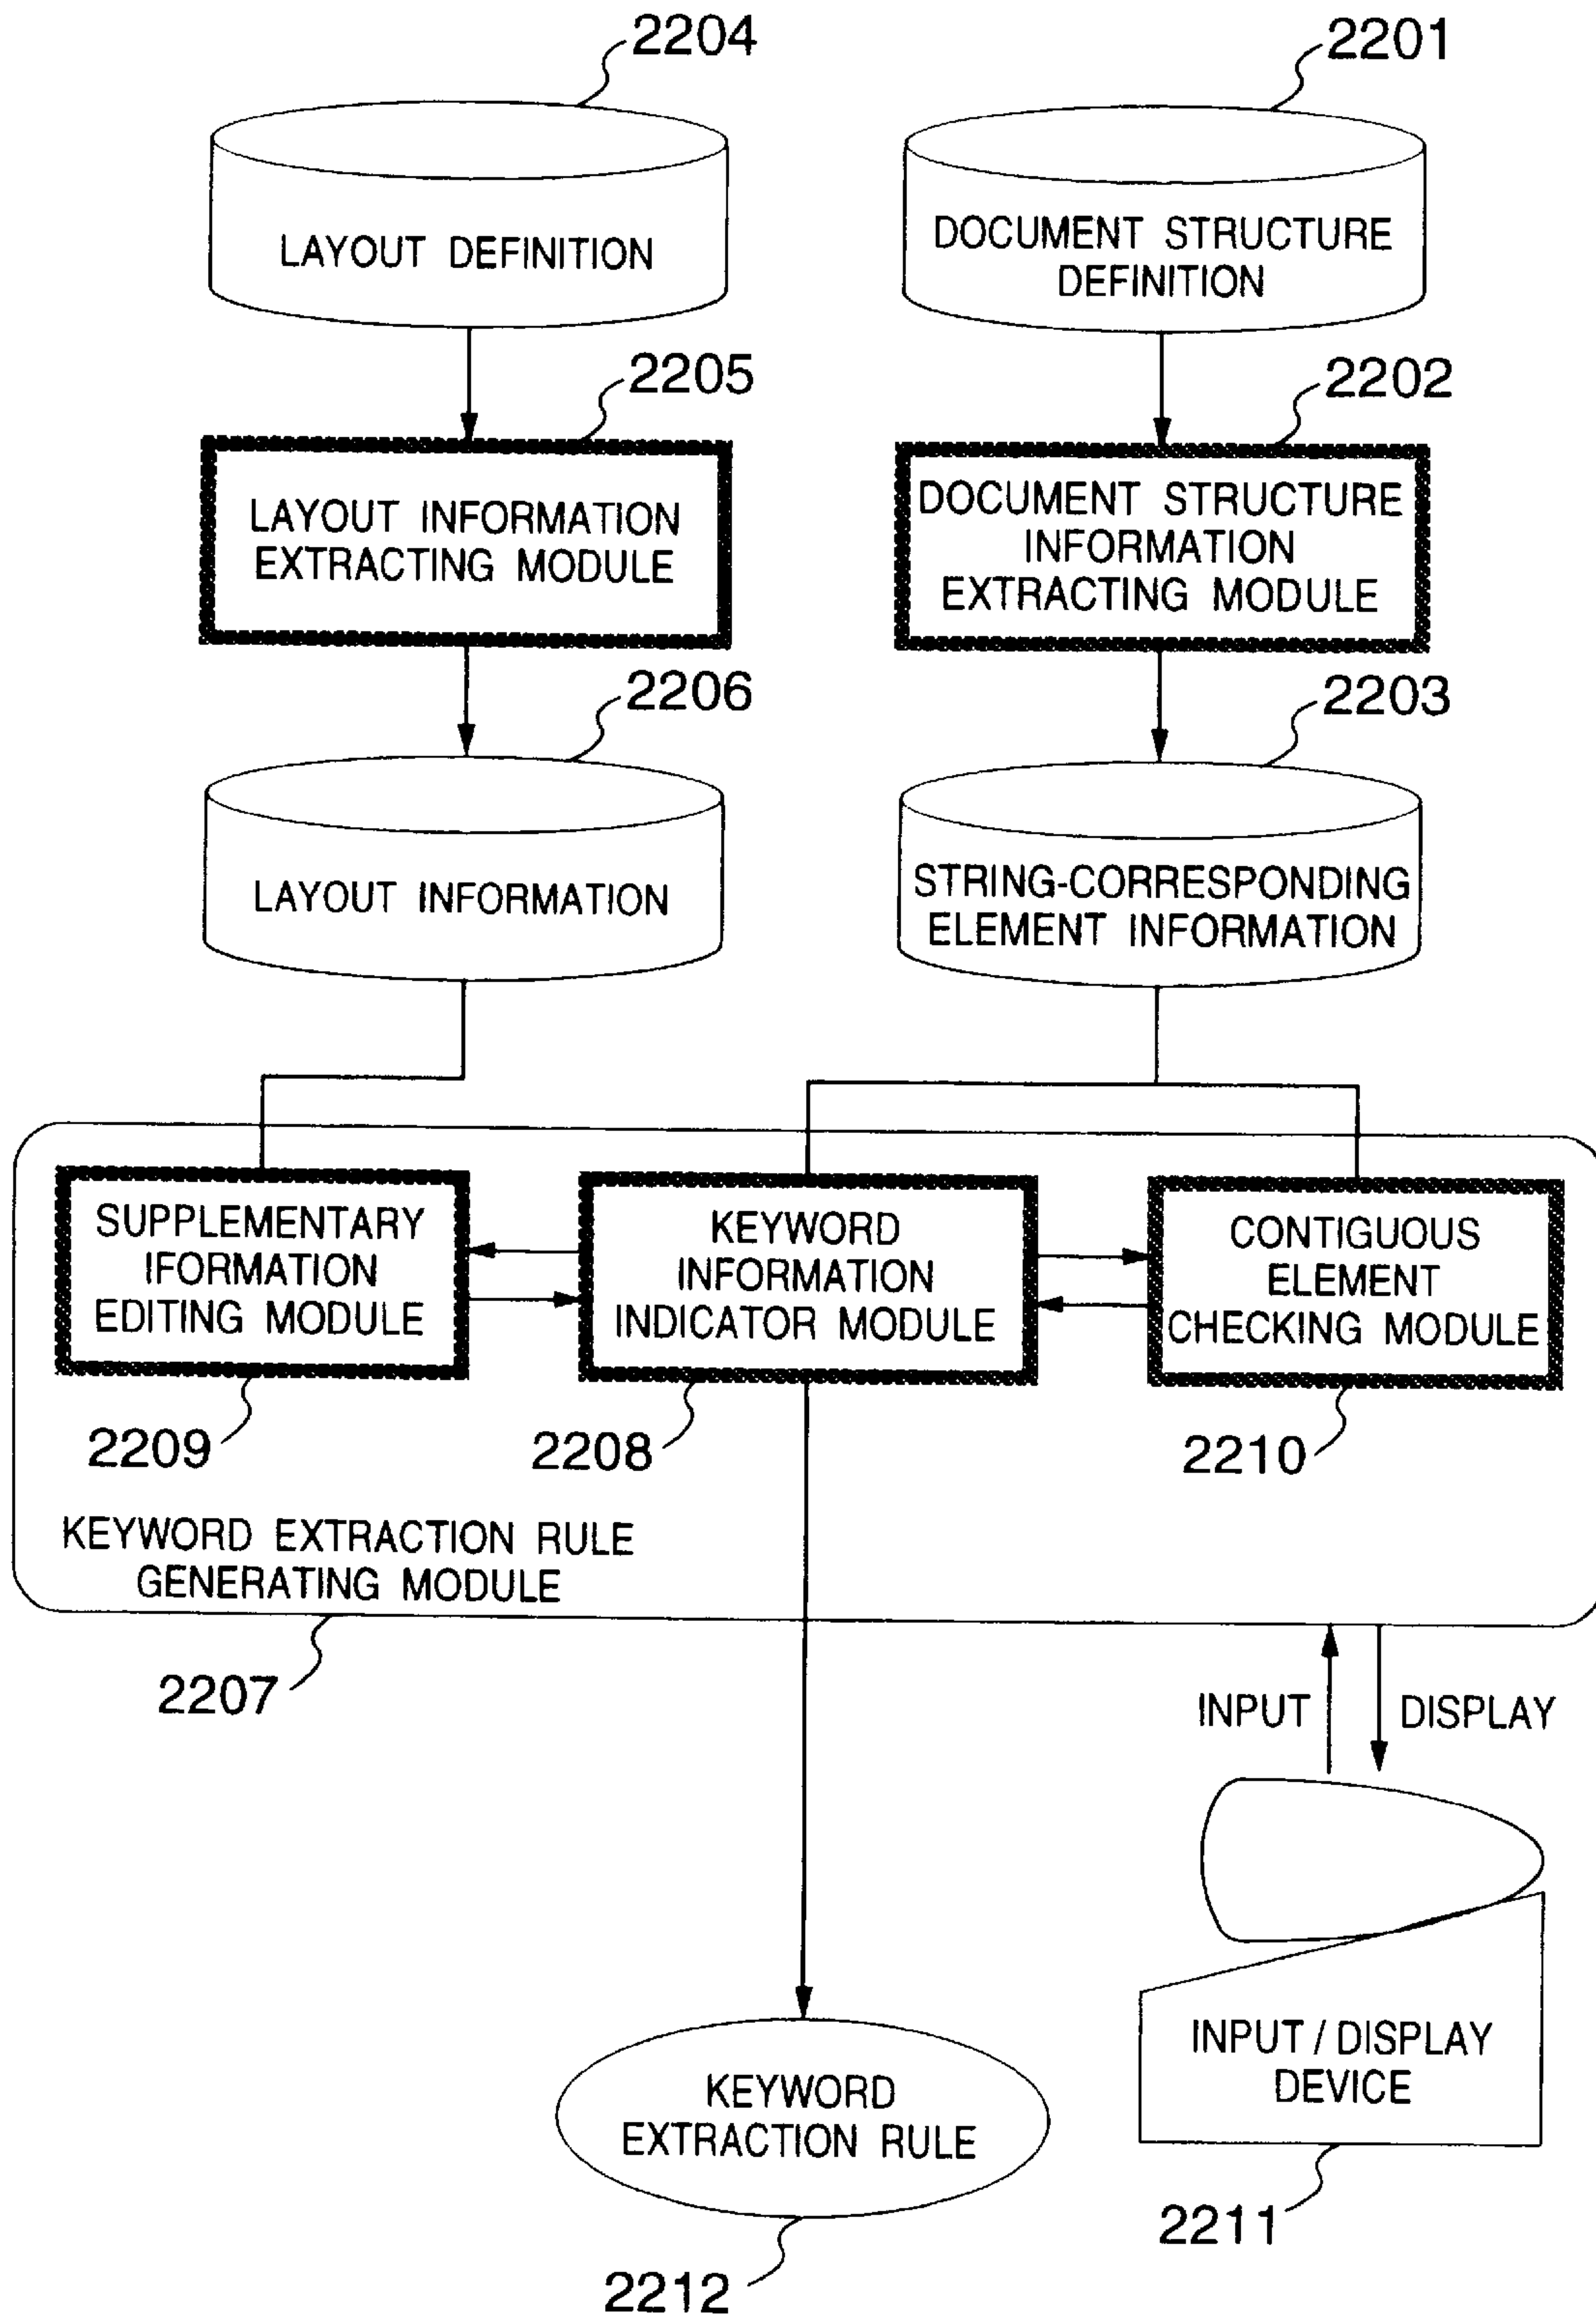 2204
2201
LAYOUT DEFINITION
DOCUMENT STRUCTURE
DEFINITION
2205
2202
LAYOUT INFORMATION
EXTRACTING MODULE
DOCUMENT STRUCTURE
INFORMATION
EXTRACTING MODULE
2206
2203
LAYOUT INFORMATION
STRING-CORRESPONDING
ELEMENT INFORMATION
SUPPLEMENTARY
IFORMATION
EDITING MODULE
KEYWORD
INFORMATION
INDICATOR MODULE
CONTIGUOUS
ELEMENT
CHECKING MODULE
2209
2208
2210
KEYWORD EXTRACTION RULE
GENERATING MODULE
2207
INPUT
DISPLAY
INPUT / DISPLAY
DEVICE
KEYWORD
EXTRACTION RULE
2211
2212